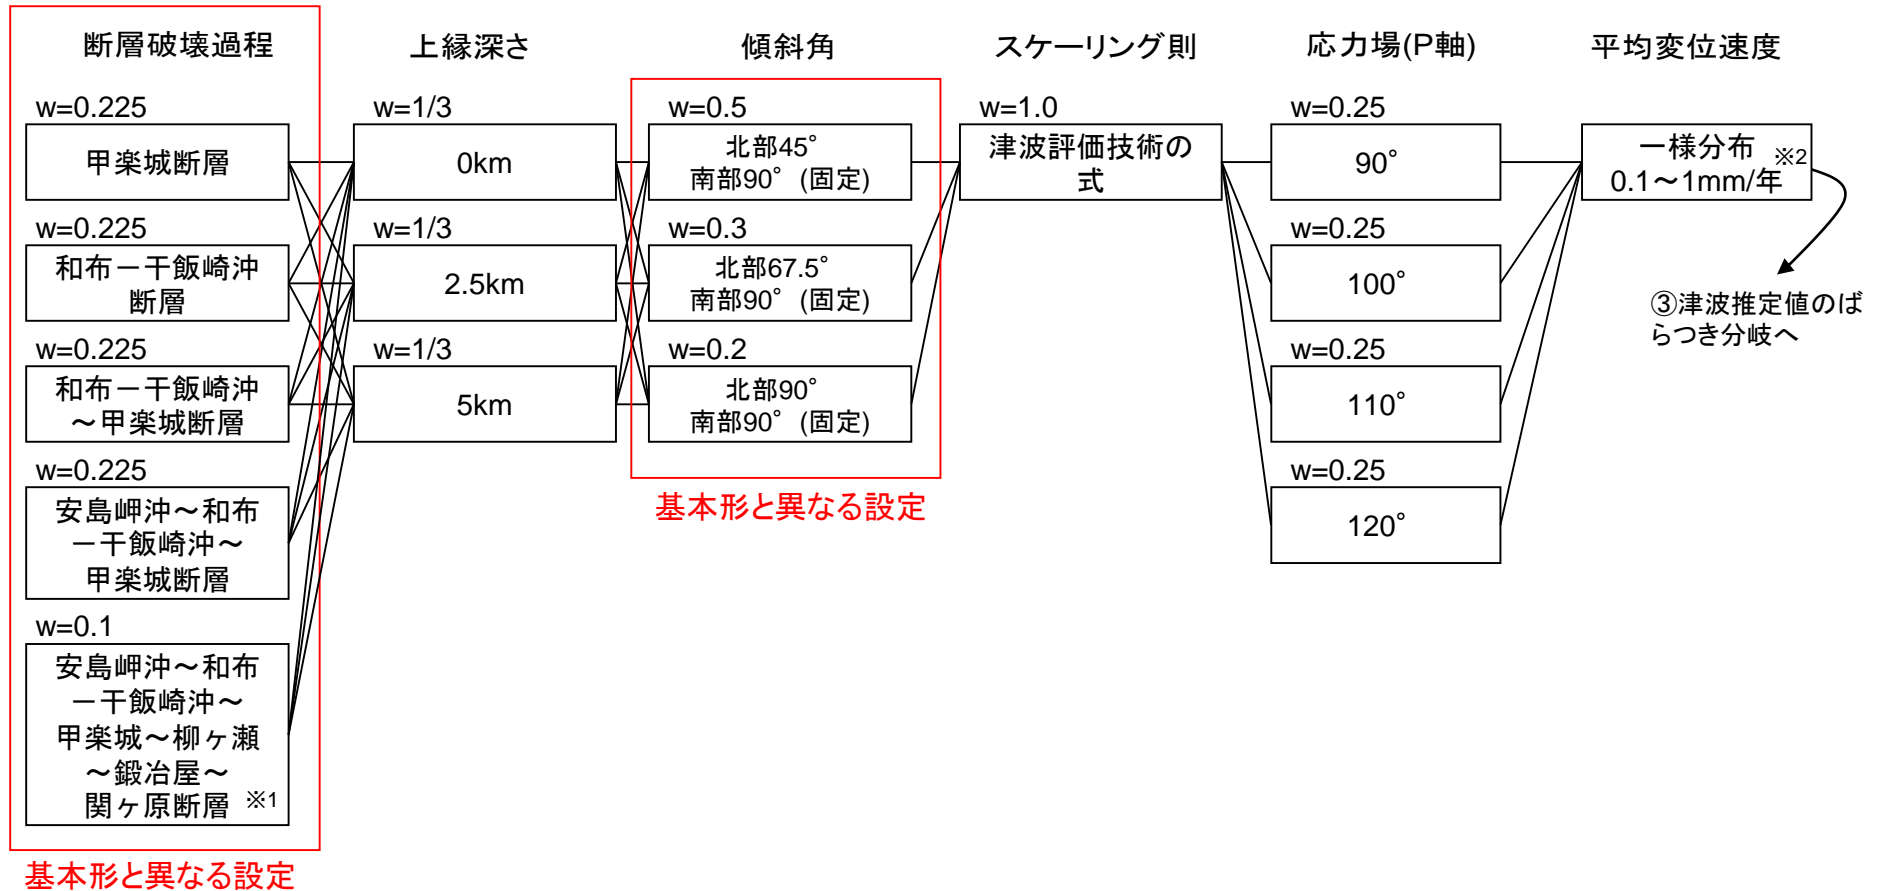 断層破壊過程
上縁深さ
傾斜角
スケーリング則
応力場(P軸)
平均変位速度
w=0.225
甲楽城断層
w=0.225
和布－干飯崎沖
断層
w=0.225
和布－干飯崎沖
～甲楽城断層
w=0.225
安島岬沖～和布
－干飯崎沖～
甲楽城断層
w=0.1
安島岬沖～和布
－干飯崎沖～
甲楽城～柳ヶ瀬
～鍛冶屋～
関ヶ原断層 ※1
基本形と異なる設定
w=1/3
0km
w=1/3
2.5km
w=1/3
5km
w=0.5
北部45°
南部90°(固定)
w=0.3
北部67.5°
南部90°(固定)
w=0.2
北部90°
南部90°(固定)
基本形と異なる設定
w=1.0
津波評価技術の
式
w=0.25
90°
w=0.25
100°
w=0.25
110°
w=0.25
120°
一様分布 ※2
0.1～1mm/年
③津波推定値のば
らつき分岐へ